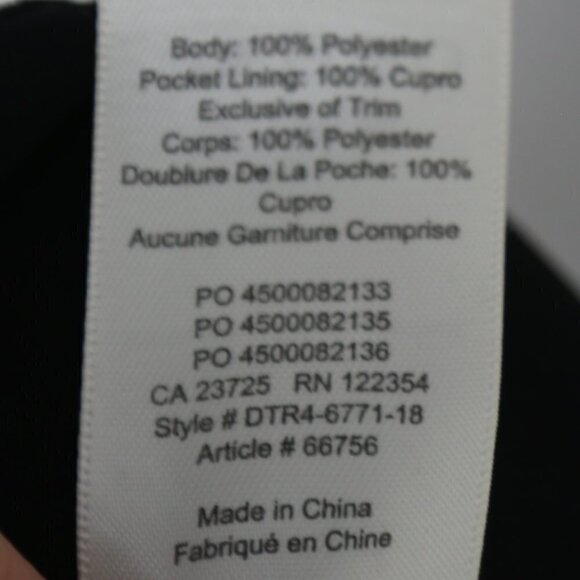 Body: 100% Polyester
Pocket Lining: 100% Cupro
Exclusive of Trim
Corps: 100% Polyester
Doublure De La Poche: 100%
Cupro
Aucune Garniture Comprise
PO 4500082133
PO 4500082135
PO 4500082136
CA 23725 RN 122354
Style # DTR4-6771-18
Article # 66756
Made in China
Fabriqué en Chine